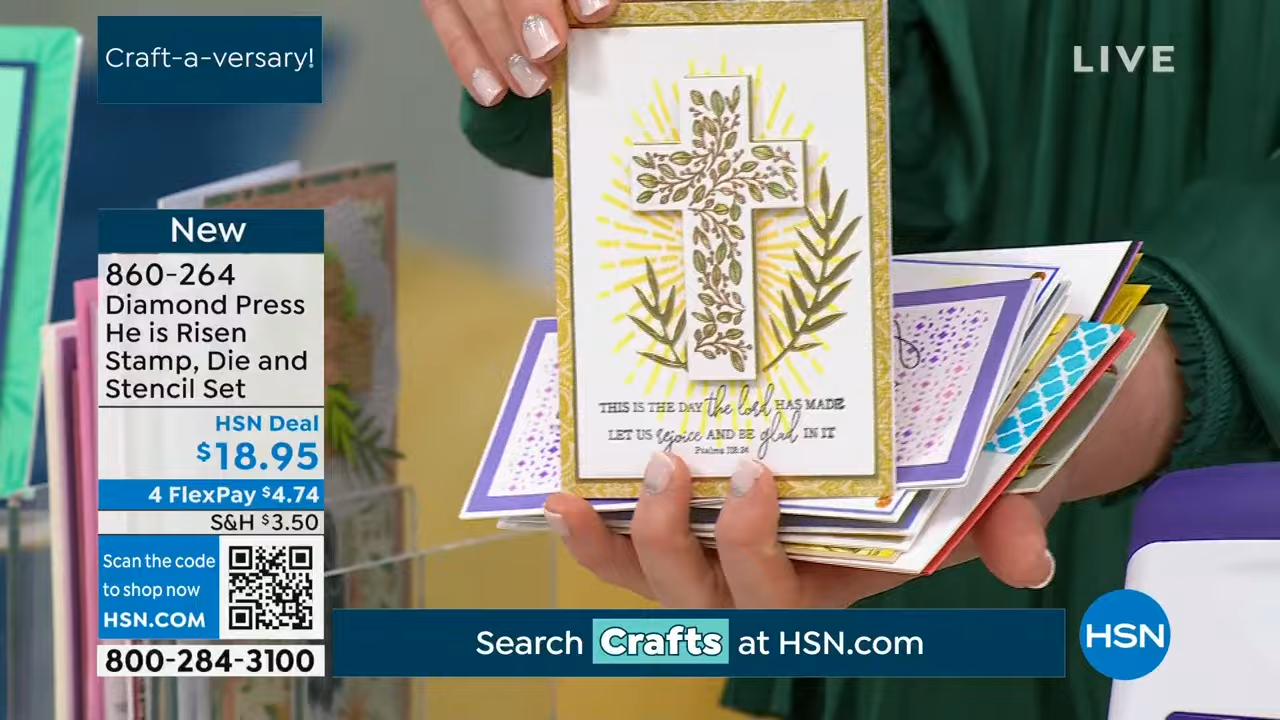 Craft-a-versary!
LIVE
New
860-264
Diamond Press
He is Risen
Stamp, Die and
Stencil Set
HSN Deal
$18.95
4 FlexPay $4.74
S&H $3.50
Scan the code
to shop now
HSN.COM
800-284-3100
THIS IS THE DAY the lord HAS MADE
LET US rejoice AND BE glad IN IT
Psalms 118:24
Search Crafts at HSN.com
HSN